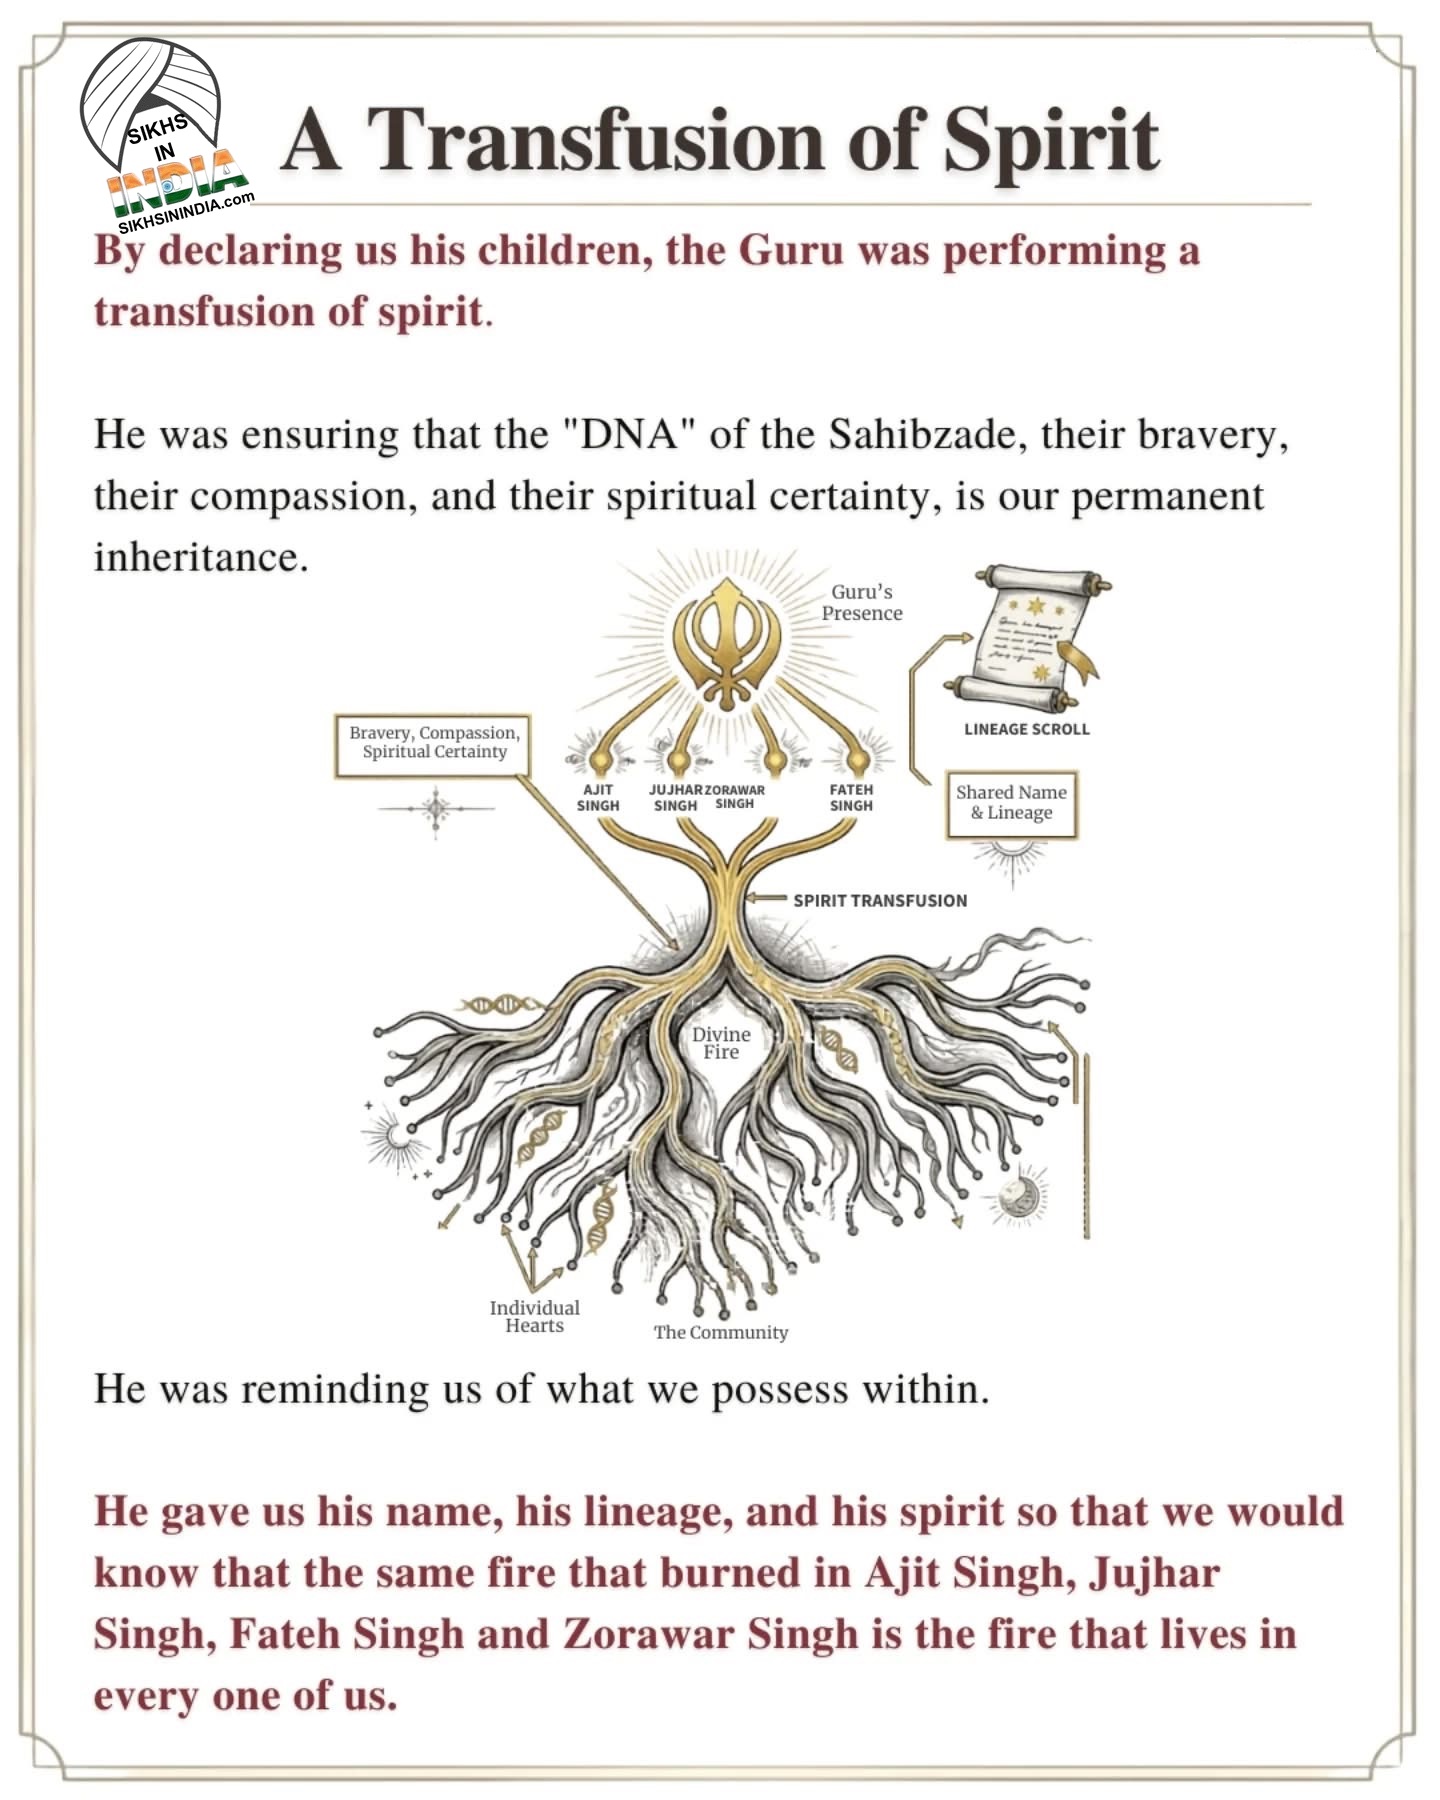 SIKHS
IN
INDIA
SIKHSININDIA.com
A Transfusion of Spirit
By declaring us his children, the Guru was performing a
transfusion of spirit.
He was ensuring that the "DNA" of the Sahibzade, their bravery,
their compassion, and their spiritual certainty, is our permanent
inheritance.
Guru's
Presence
LINEAGE SCROLL
Bravery, Compassion,
Spiritual Certainty
AJIT
SINGH
JUJHAR
SINGH
ZORAWAR
SINGH
FATEH
SINGH
Shared Name
& Lineage
SPIRIT TRANSFUSION
Divine
Fire
Individual
Hearts
The Community
He was reminding us of what we possess within.
He gave us his name, his lineage, and his spirit so that we would
know that the same fire that burned in Ajit Singh, Jujhar
Singh, Fateh Singh and Zorawar Singh is the fire that lives in
every one of us.